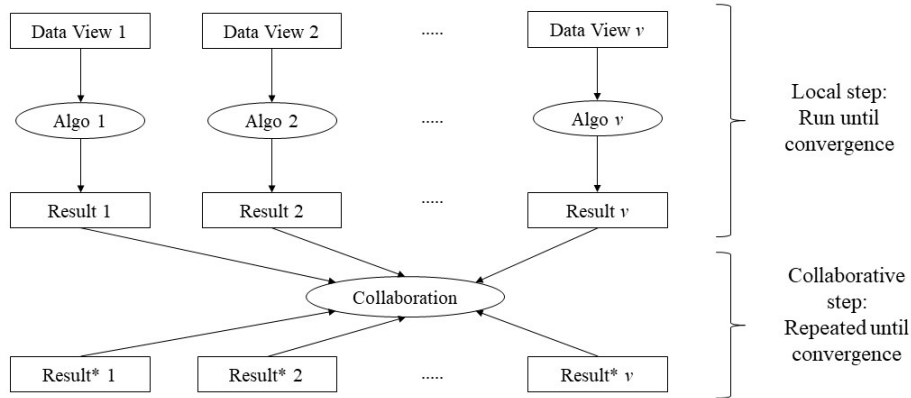 Data View 1
Data View 2
.....
Data View v
Algo 1
Algo 2
.....
Algo v
Local step:
Run until
convergence
Result 1
Result 2
.....
Result v
Collaboration
Collaborative
step:
Repeated until
convergence
Result* 1
Result* 2
.....
Result* v